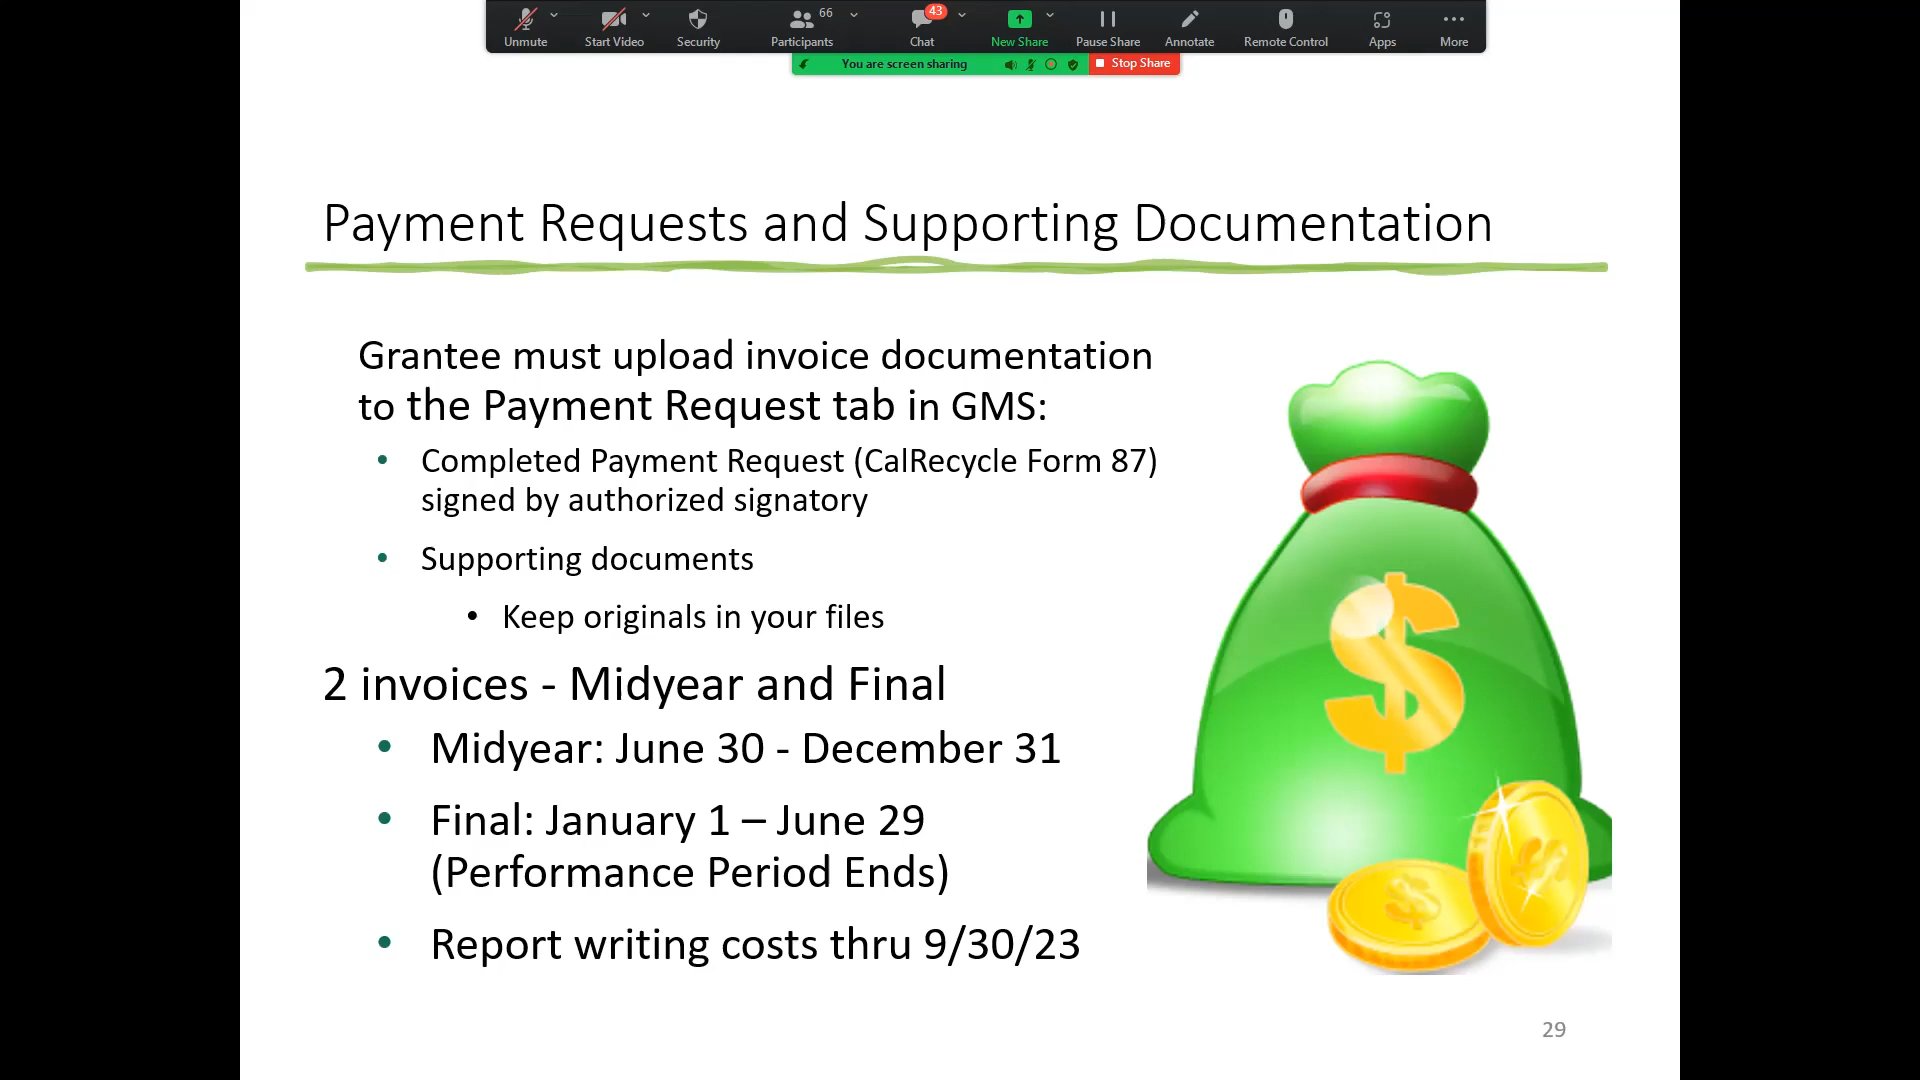 66
43
Unmute Start Video Security Participants Chat New Share Pause Share Annotate Remote Control Apps More
You are screen sharing Stop Share
Payment Requests and Supporting Documentation
Grantee must upload invoice documentation
to the Payment Request tab in GMS:
• Completed Payment Request (CalRecycle Form 87)
signed by authorized signatory
• Supporting documents
• Keep originals in your files
2 invoices - Midyear and Final
• Midyear: June 30 - December 31
• Final: January 1 – June 29
(Performance Period Ends)
• Report writing costs thru 9/30/23
$
$
$
29